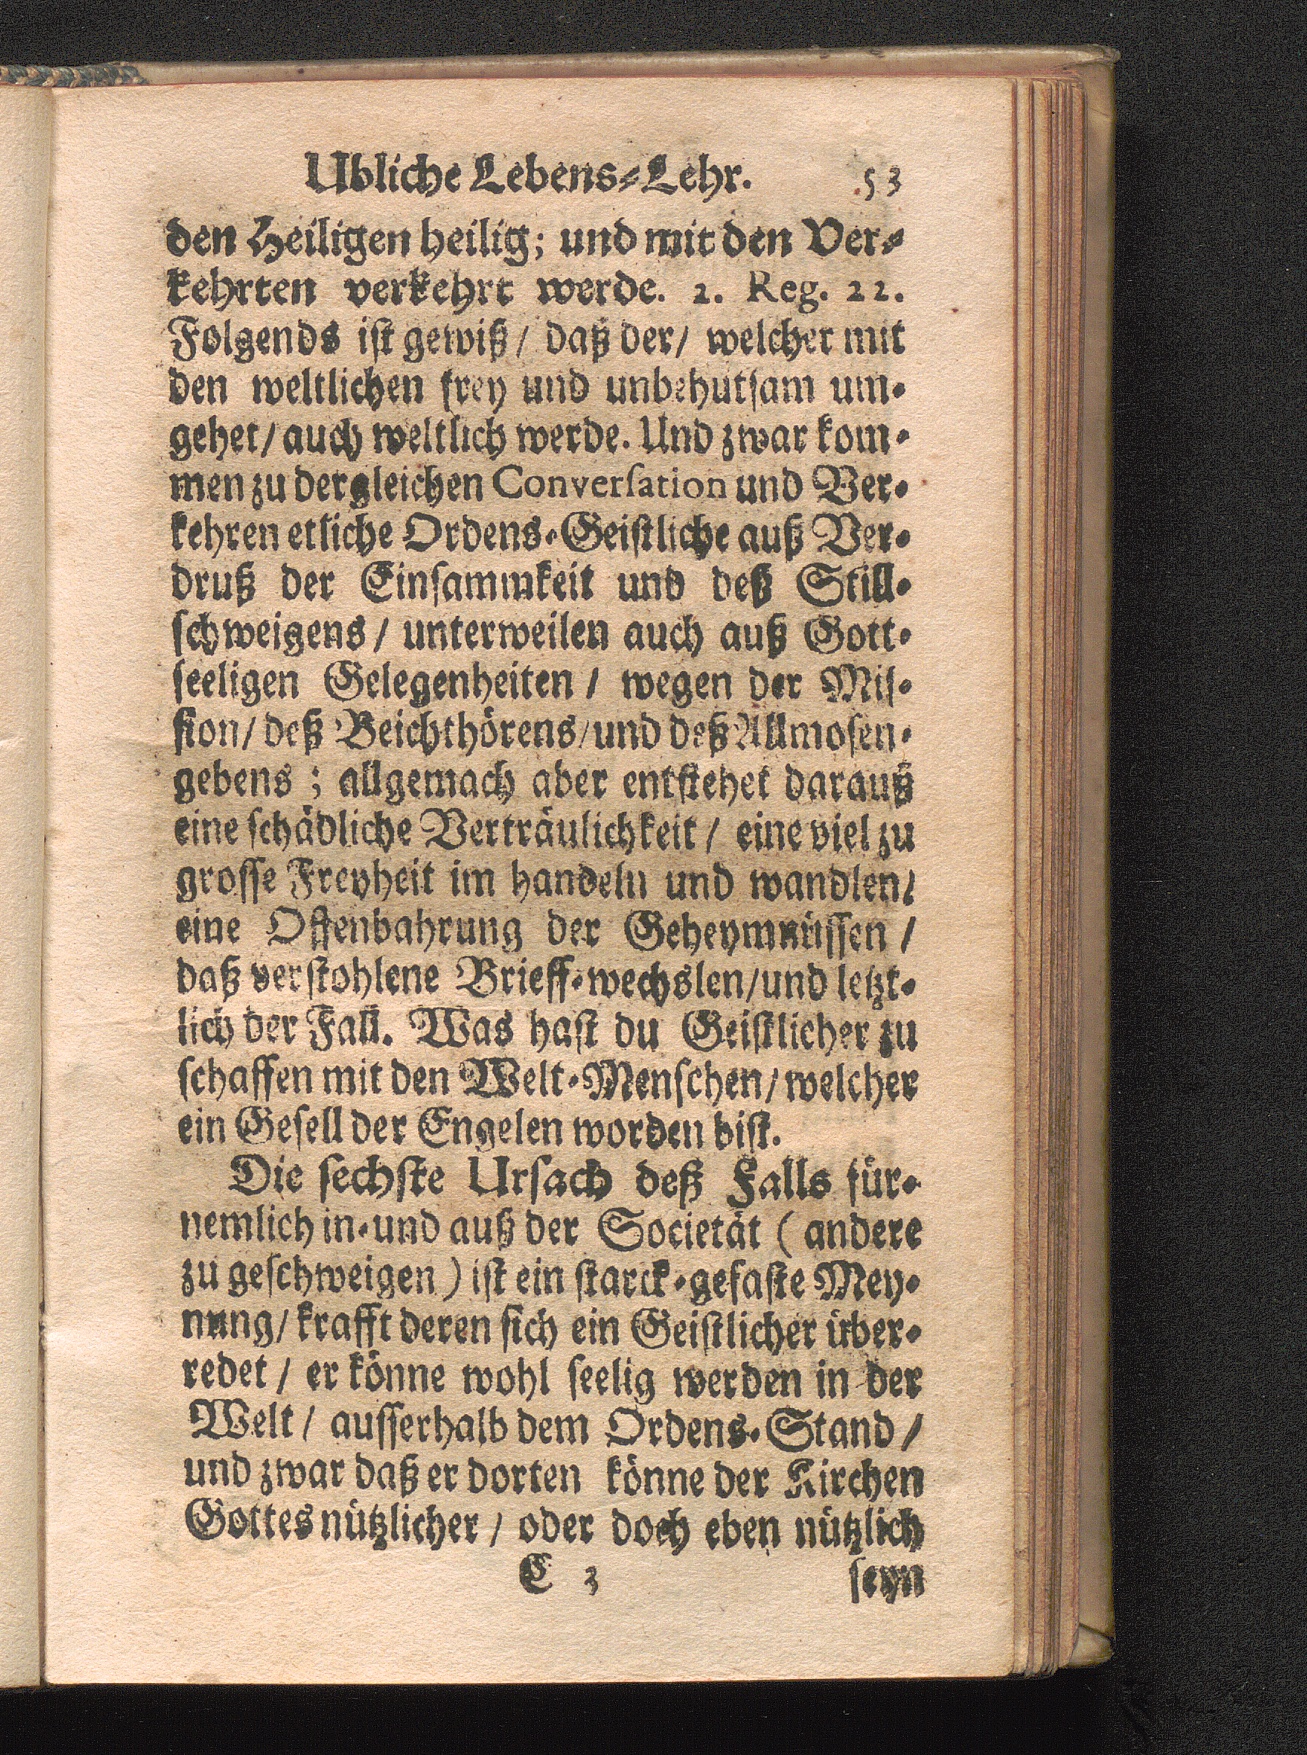 Ubliche Lebens-Lehr. 53
den Heiligen heilig; und mit den Ver-
kehrten verkehrt werde. 2. Reg. 22.
Folgends ist gewiß / daß der / welcher mit
den weltlichen frey und unbehutsam um-
gehet / auch weltlich werde. Und zwar kom-
men zu dergleichen Conversation und Ver-
kehren etliche Ordens-Geistliche auß Ver-
druß der Einsammkeit und deß Still-
schweigens / unterweilen auch auß Gott-
seeligen Gelegenheiten / wegen der Mis-
sion / deß Beichthörens / und deß Allmosen-
gebens ; allgemach aber entstehet darauß
eine schädliche Verträulichkeit / eine viel zu
grosse Freyheit im handeln und wandlen /
eine Offenbahrung der Geheymnüssen /
daß verstohlene Brieff-wechslen / und letzt-
lich der Fall. Was hast du Geistlicher zu
schaffen mit den Welt-Menschen / welcher
ein Gesell der Engelen worden bist.
Die sechste Ursach deß Falls für-
nemlich in- und auß der Societät ( andere
zu geschweigen ) ist ein starck-gefaste Mey-
nung / krafft deren sich ein Geistlicher über-
redet / er könne wohl seelig werden in der
Welt / ausserhalb dem Ordens-Stand /
und zwar daß er dorten könne der Kirchen
Gottes nützlicher / oder doch eben nützlich
C 3 seyn